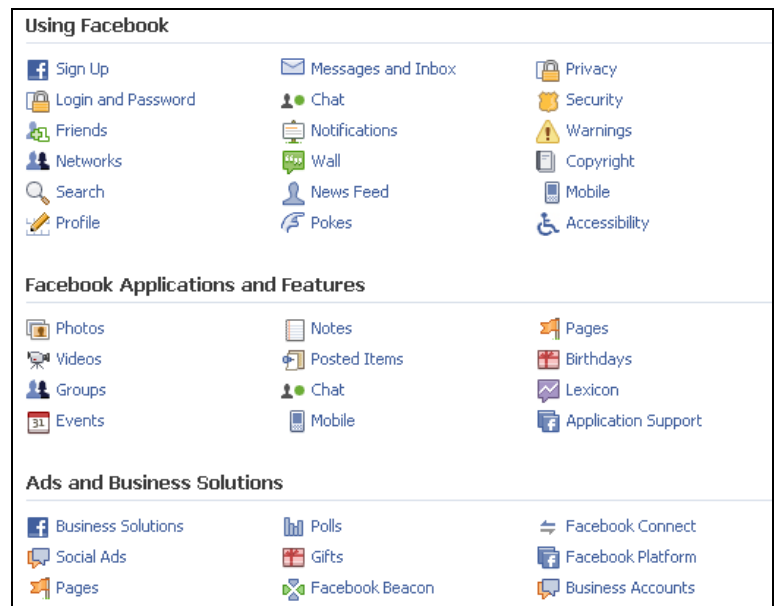 Using Facebook
Sign Up Messages and Inbox Privacy
Login and Password Chat Security
Friends Notifications Warnings
Networks Wall Copyright
Search News Feed Mobile
Profile Pokes Accessibility
Facebook Applications and Features
Photos Notes Pages
Videos Posted Items Birthdays
Groups Chat Lexicon
31 Events Mobile Application Support
Ads and Business Solutions
Business Solutions Polls Facebook Connect
Social Ads Gifts Facebook Platform
Pages Facebook Beacon Business Accounts